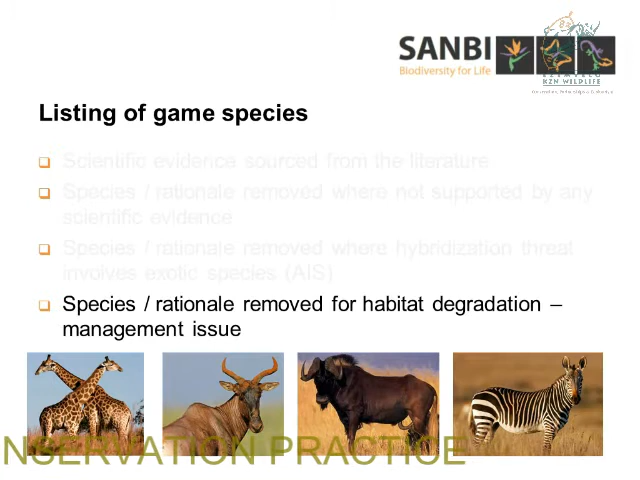 SANBI
Biodiversity for Life
KZN WILDLIFE
Listing of game species
Scientific evidence sourced from the literature
Species / rationale removed where not supported by any
scientific evidence
Species / rationale removed where hybridization threat
involves exotic species (AIS)
Species / rationale removed for habitat degradation –
management issue
NSERVATION PRACTICE